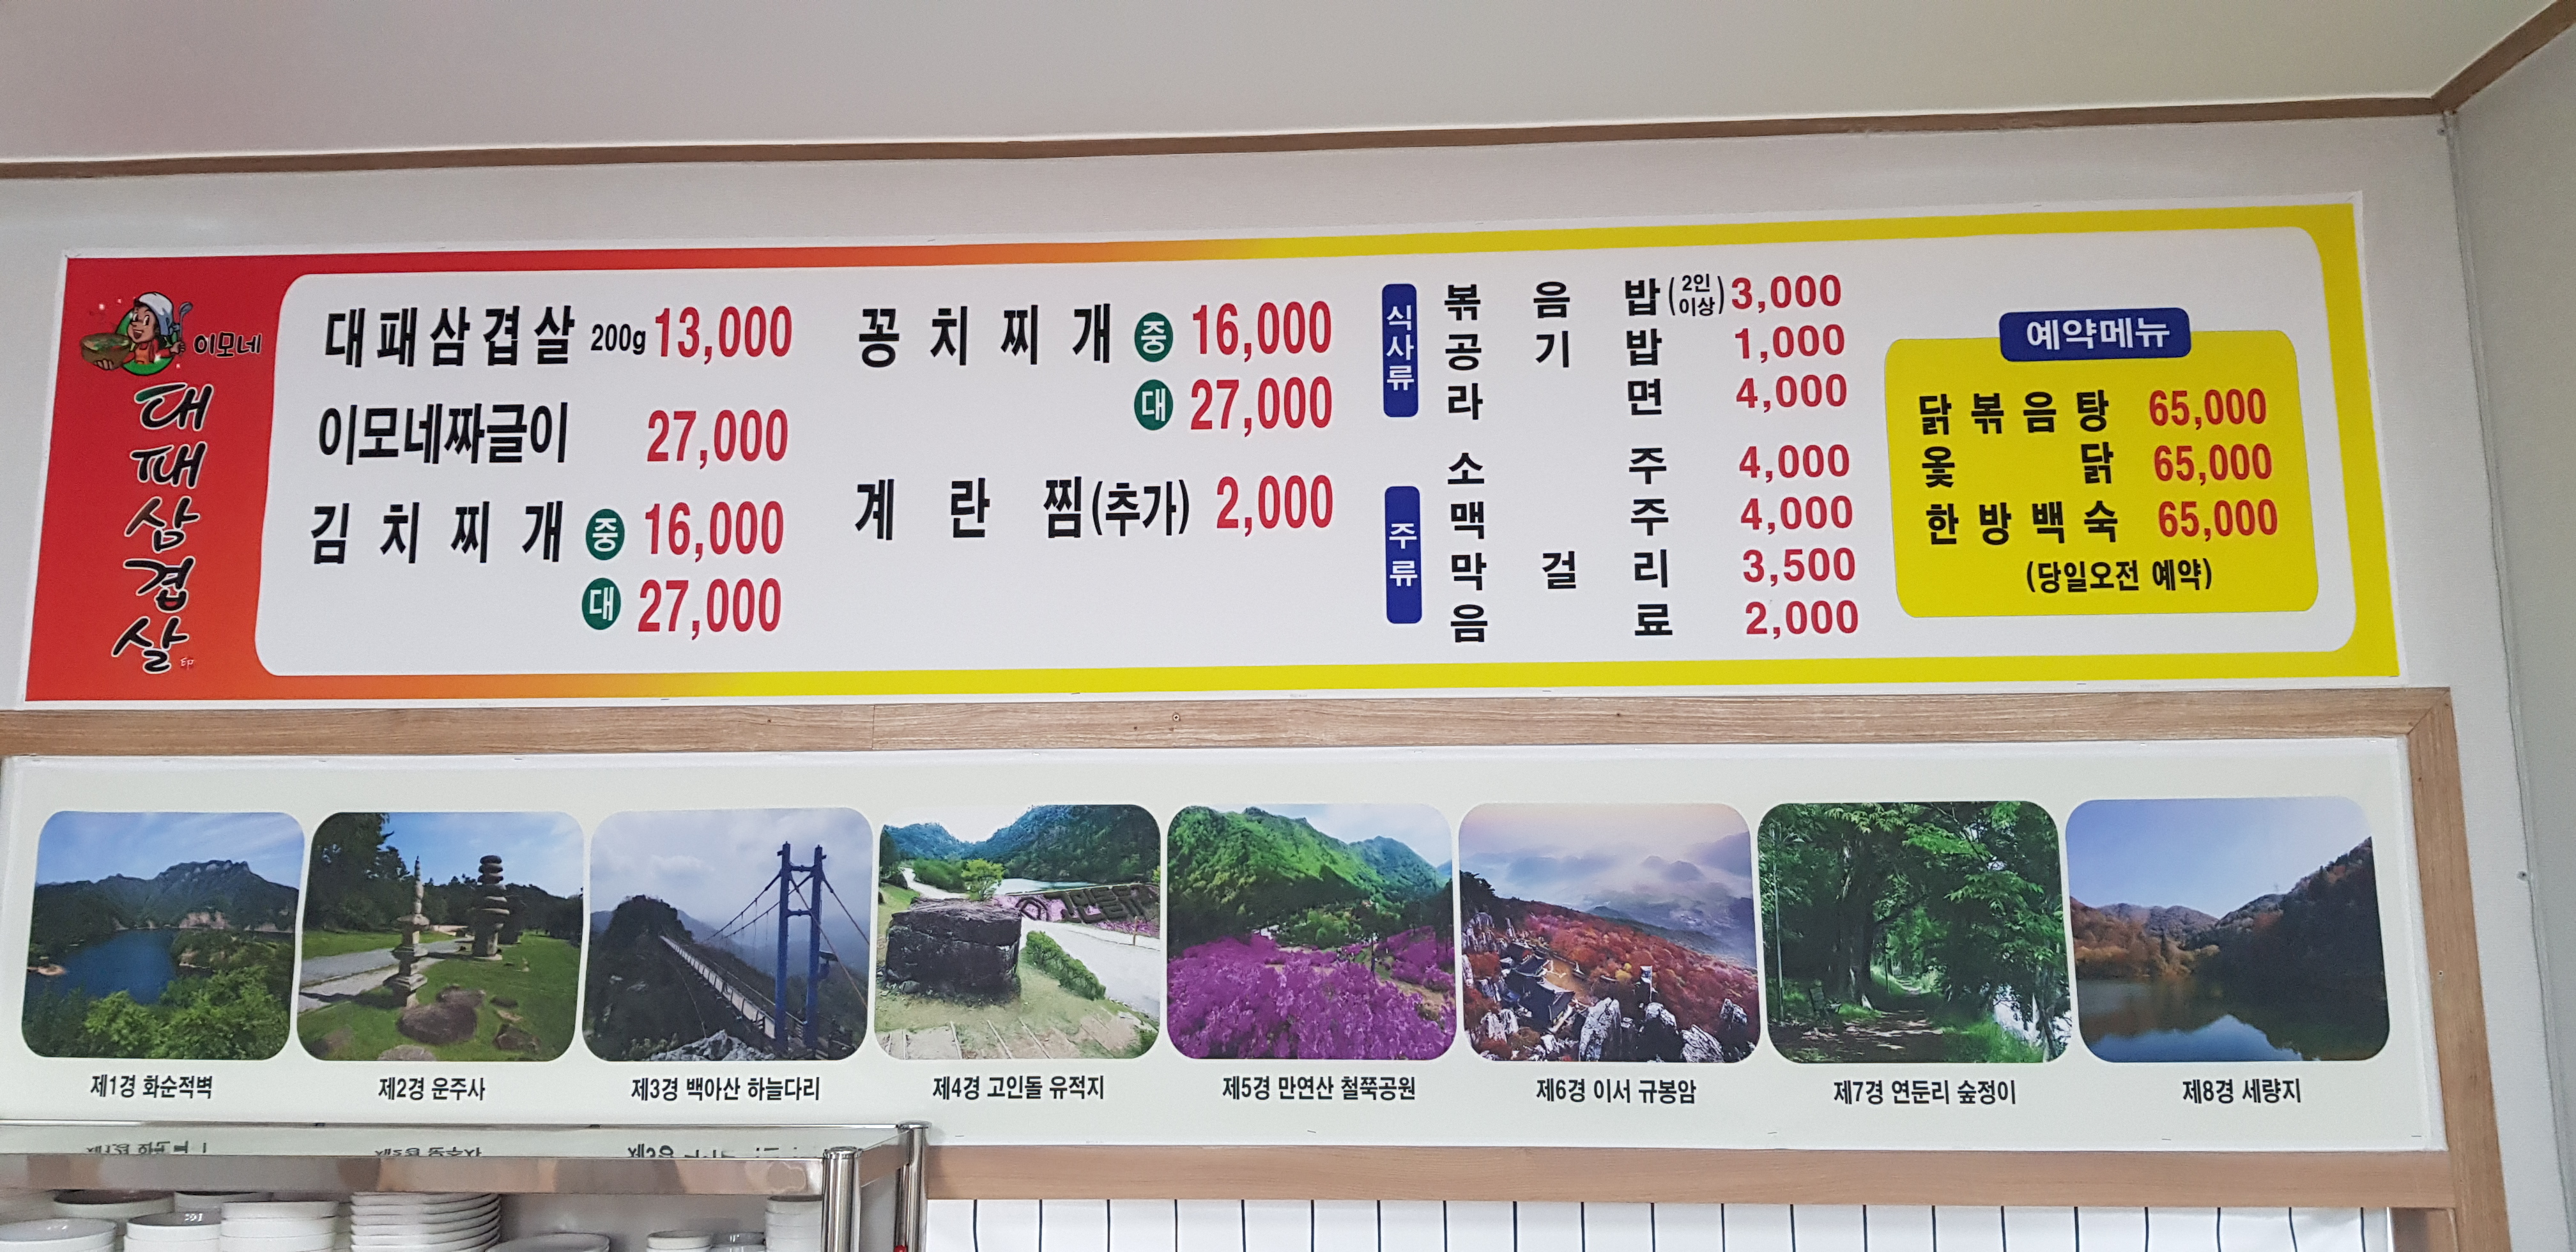 이모네
대패삼겹살
대패삼겹살 200g 13,000
이모네짜글이 27,000
김치찌개 중 16,000
대 27,000
꽁치찌개 중 16,000
대 27,000
계란찜(추가) 2,000
식사류
볶음밥(2인이상) 3,000
공기밥 1,000
라면 4,000
주류
소주 4,000
맥주 4,000
막걸리 3,500
음료 2,000
예약메뉴
닭볶음탕 65,000
옻닭 65,000
한방백숙 65,000
(당일오전 예약)
제1경 화순적벽
제2경 운주사
제3경 백아산 하늘다리
제4경 고인돌 유적지
제5경 만연산 철쭉공원
제6경 이서 규봉암
제7경 연둔리 숲정이
제8경 세량지